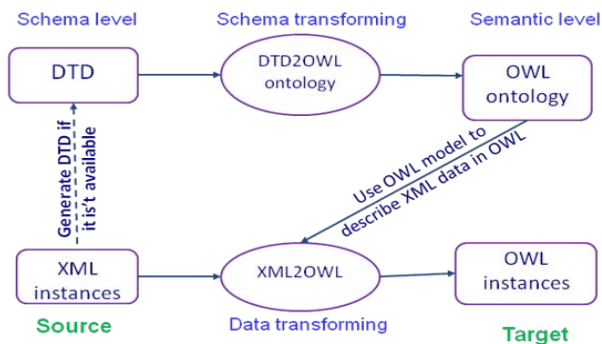 Schema level
Schema transforming
Semantic level
DTD
DTD2OWL
ontology
OWL
ontology
Generate DTD if
it is't available
Use OWL model to
describe XML data in OWL
XML
instances
XML2OWL
OWL
instances
Source
Data transforming
Target